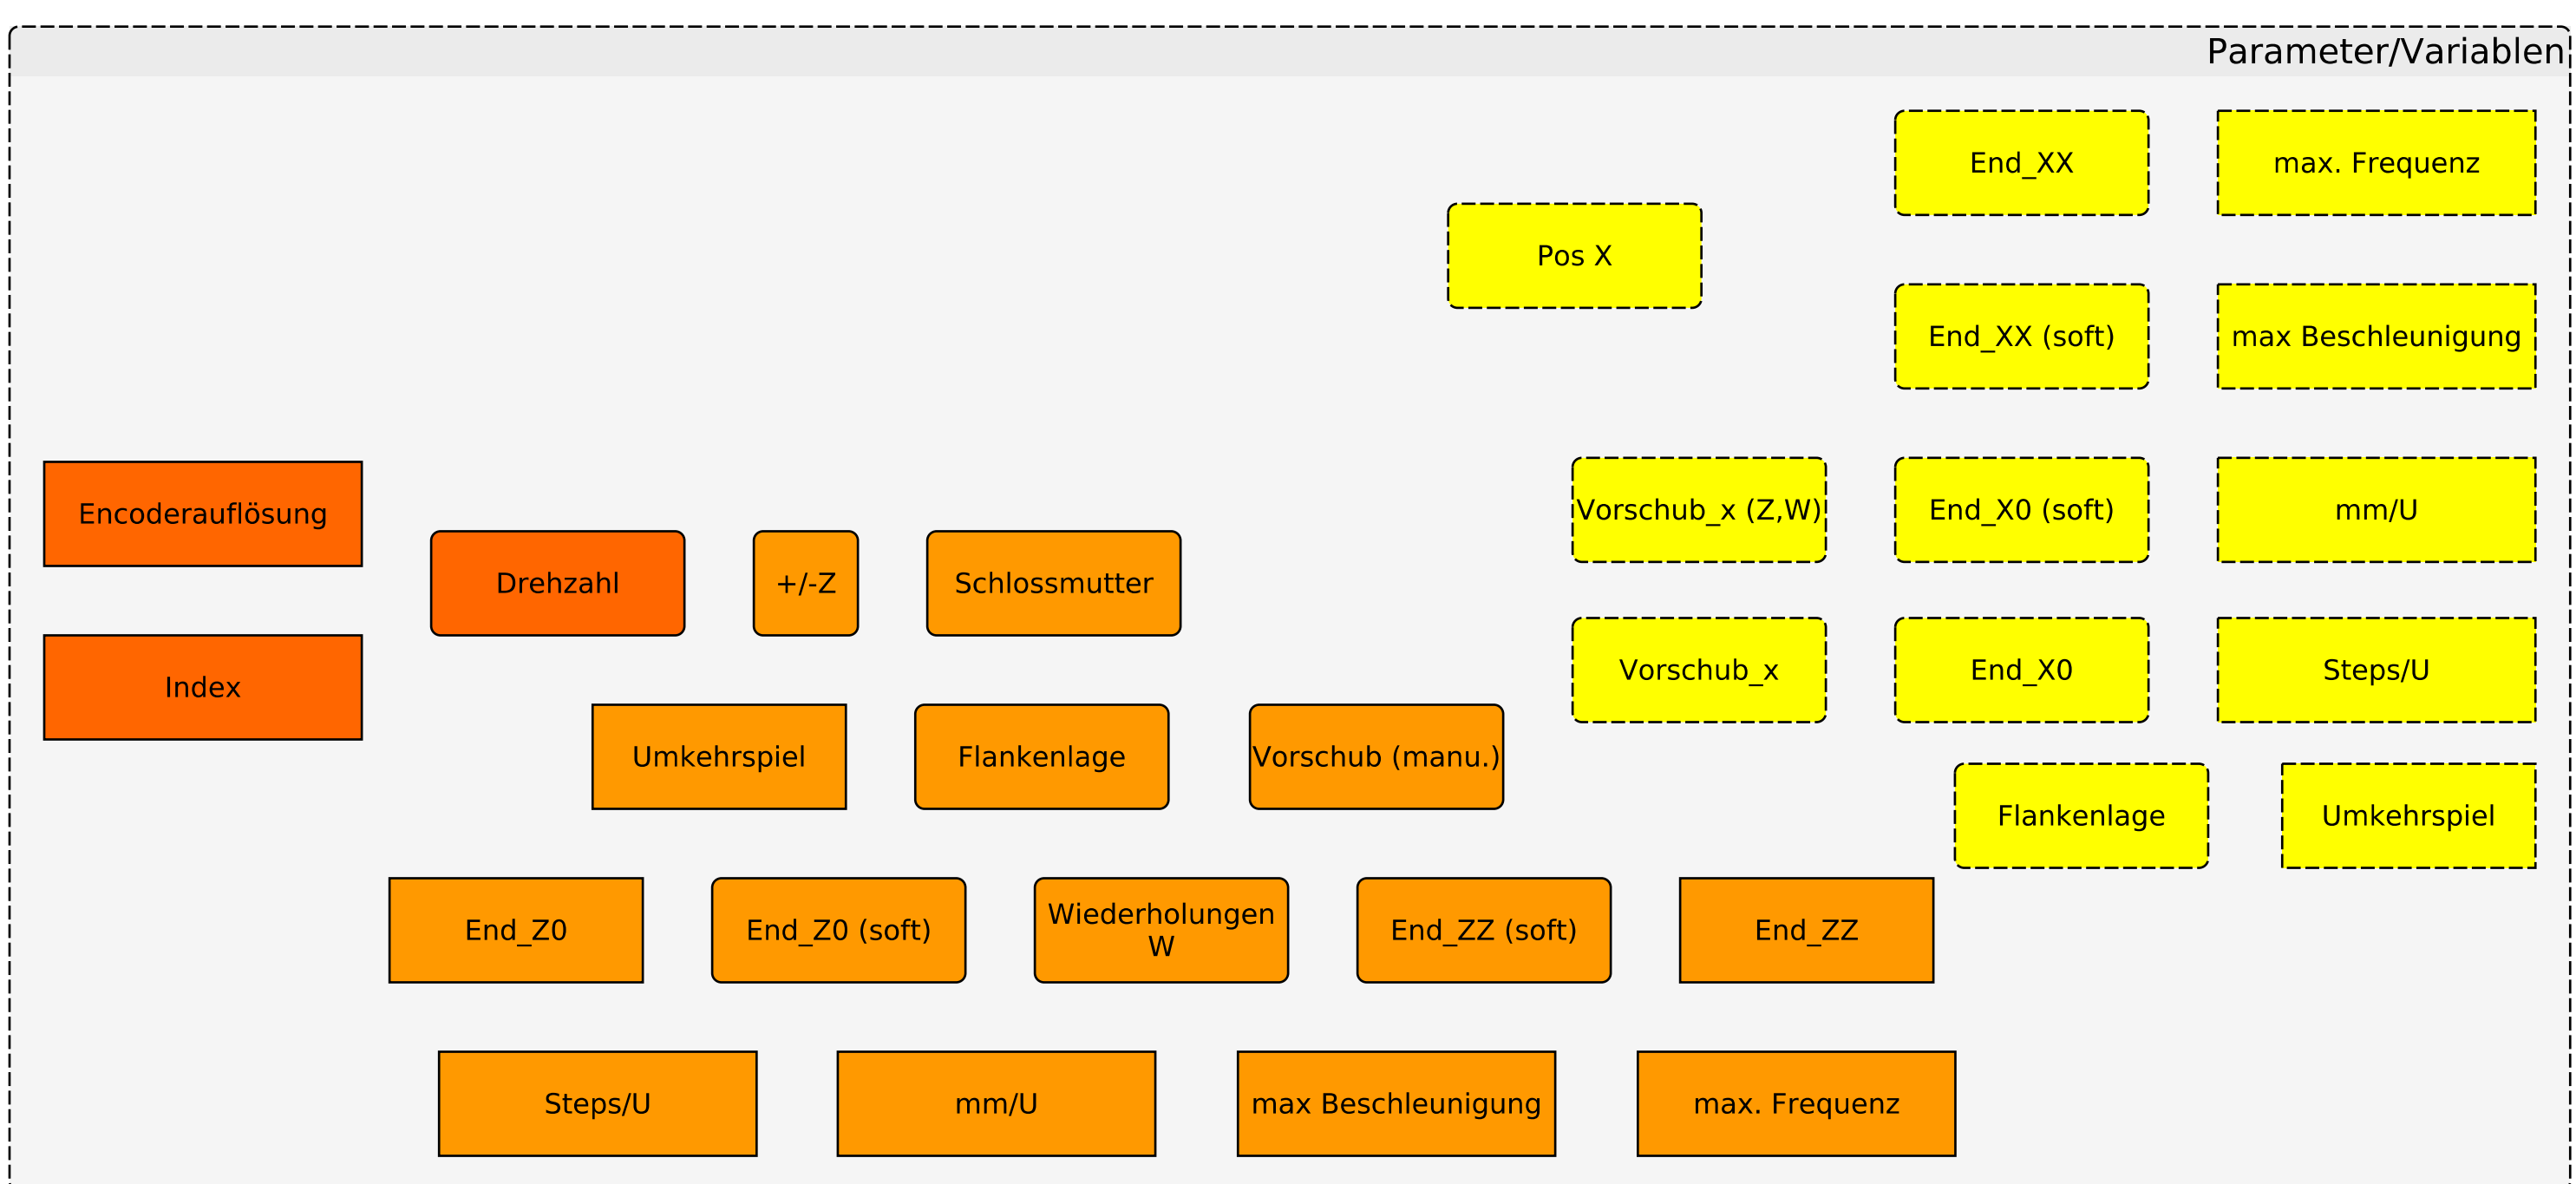 Parameter/Variablen
End_XX
max. Frequenz
Pos X
End_XX (soft)
max Beschleunigung
Encoderauflösung
Vorschub_x (Z,W)
End_X0 (soft)
mm/U
Drehzahl
+/-Z
Schlossmutter
Index
Vorschub_x
End_X0
Steps/U
Umkehrspiel
Flankenlage
Vorschub (manu.)
Flankenlage
Umkehrspiel
End_Z0
End_Z0 (soft)
Wiederholungen
W
End_ZZ (soft)
End_ZZ
Steps/U
mm/U
max Beschleunigung
max. Frequenz